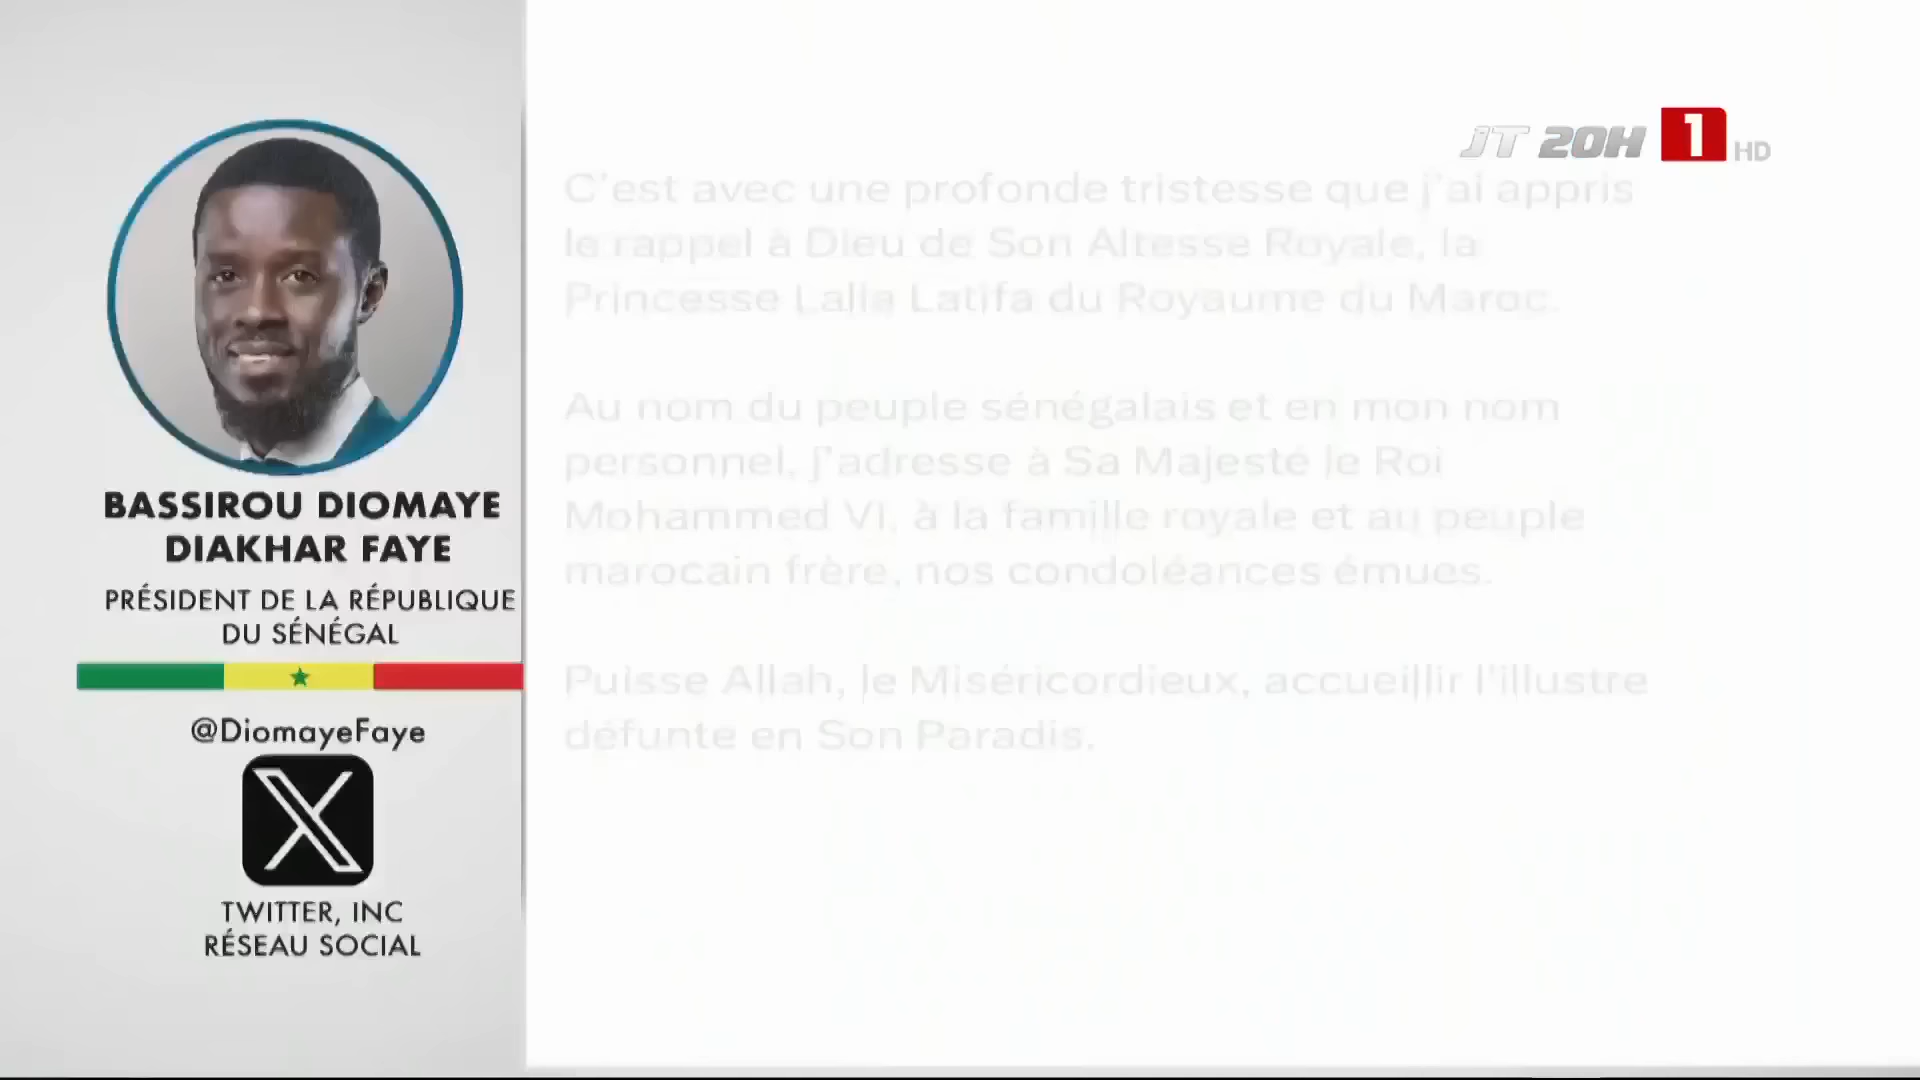 BASSIROU DIOMAYE
DIAKHAR FAYE
PRÉSIDENT DE LA RÉPUBLIQUE
DU SÉNÉGAL
@DiomayeFaye
TWITTER, INC
RÉSEAU SOCIAL
JT 20H 1 HD
C'est avec une profonde tristesse que j'ai appris
le rappel à Dieu de Son Altesse Royale, la
Princesse Lalla Latifa du Royaume du Maroc.
Au nom du peuple sénégalais et en mon nom
personnel, j'adresse à Sa Majesté le Roi
Mohammed VI, à la famille royale et au peuple
marocain frère, nos condoléances émues.
Puisse Allah, le Miséricordieux, accueillir l'illustre
défunte en Son Paradis.